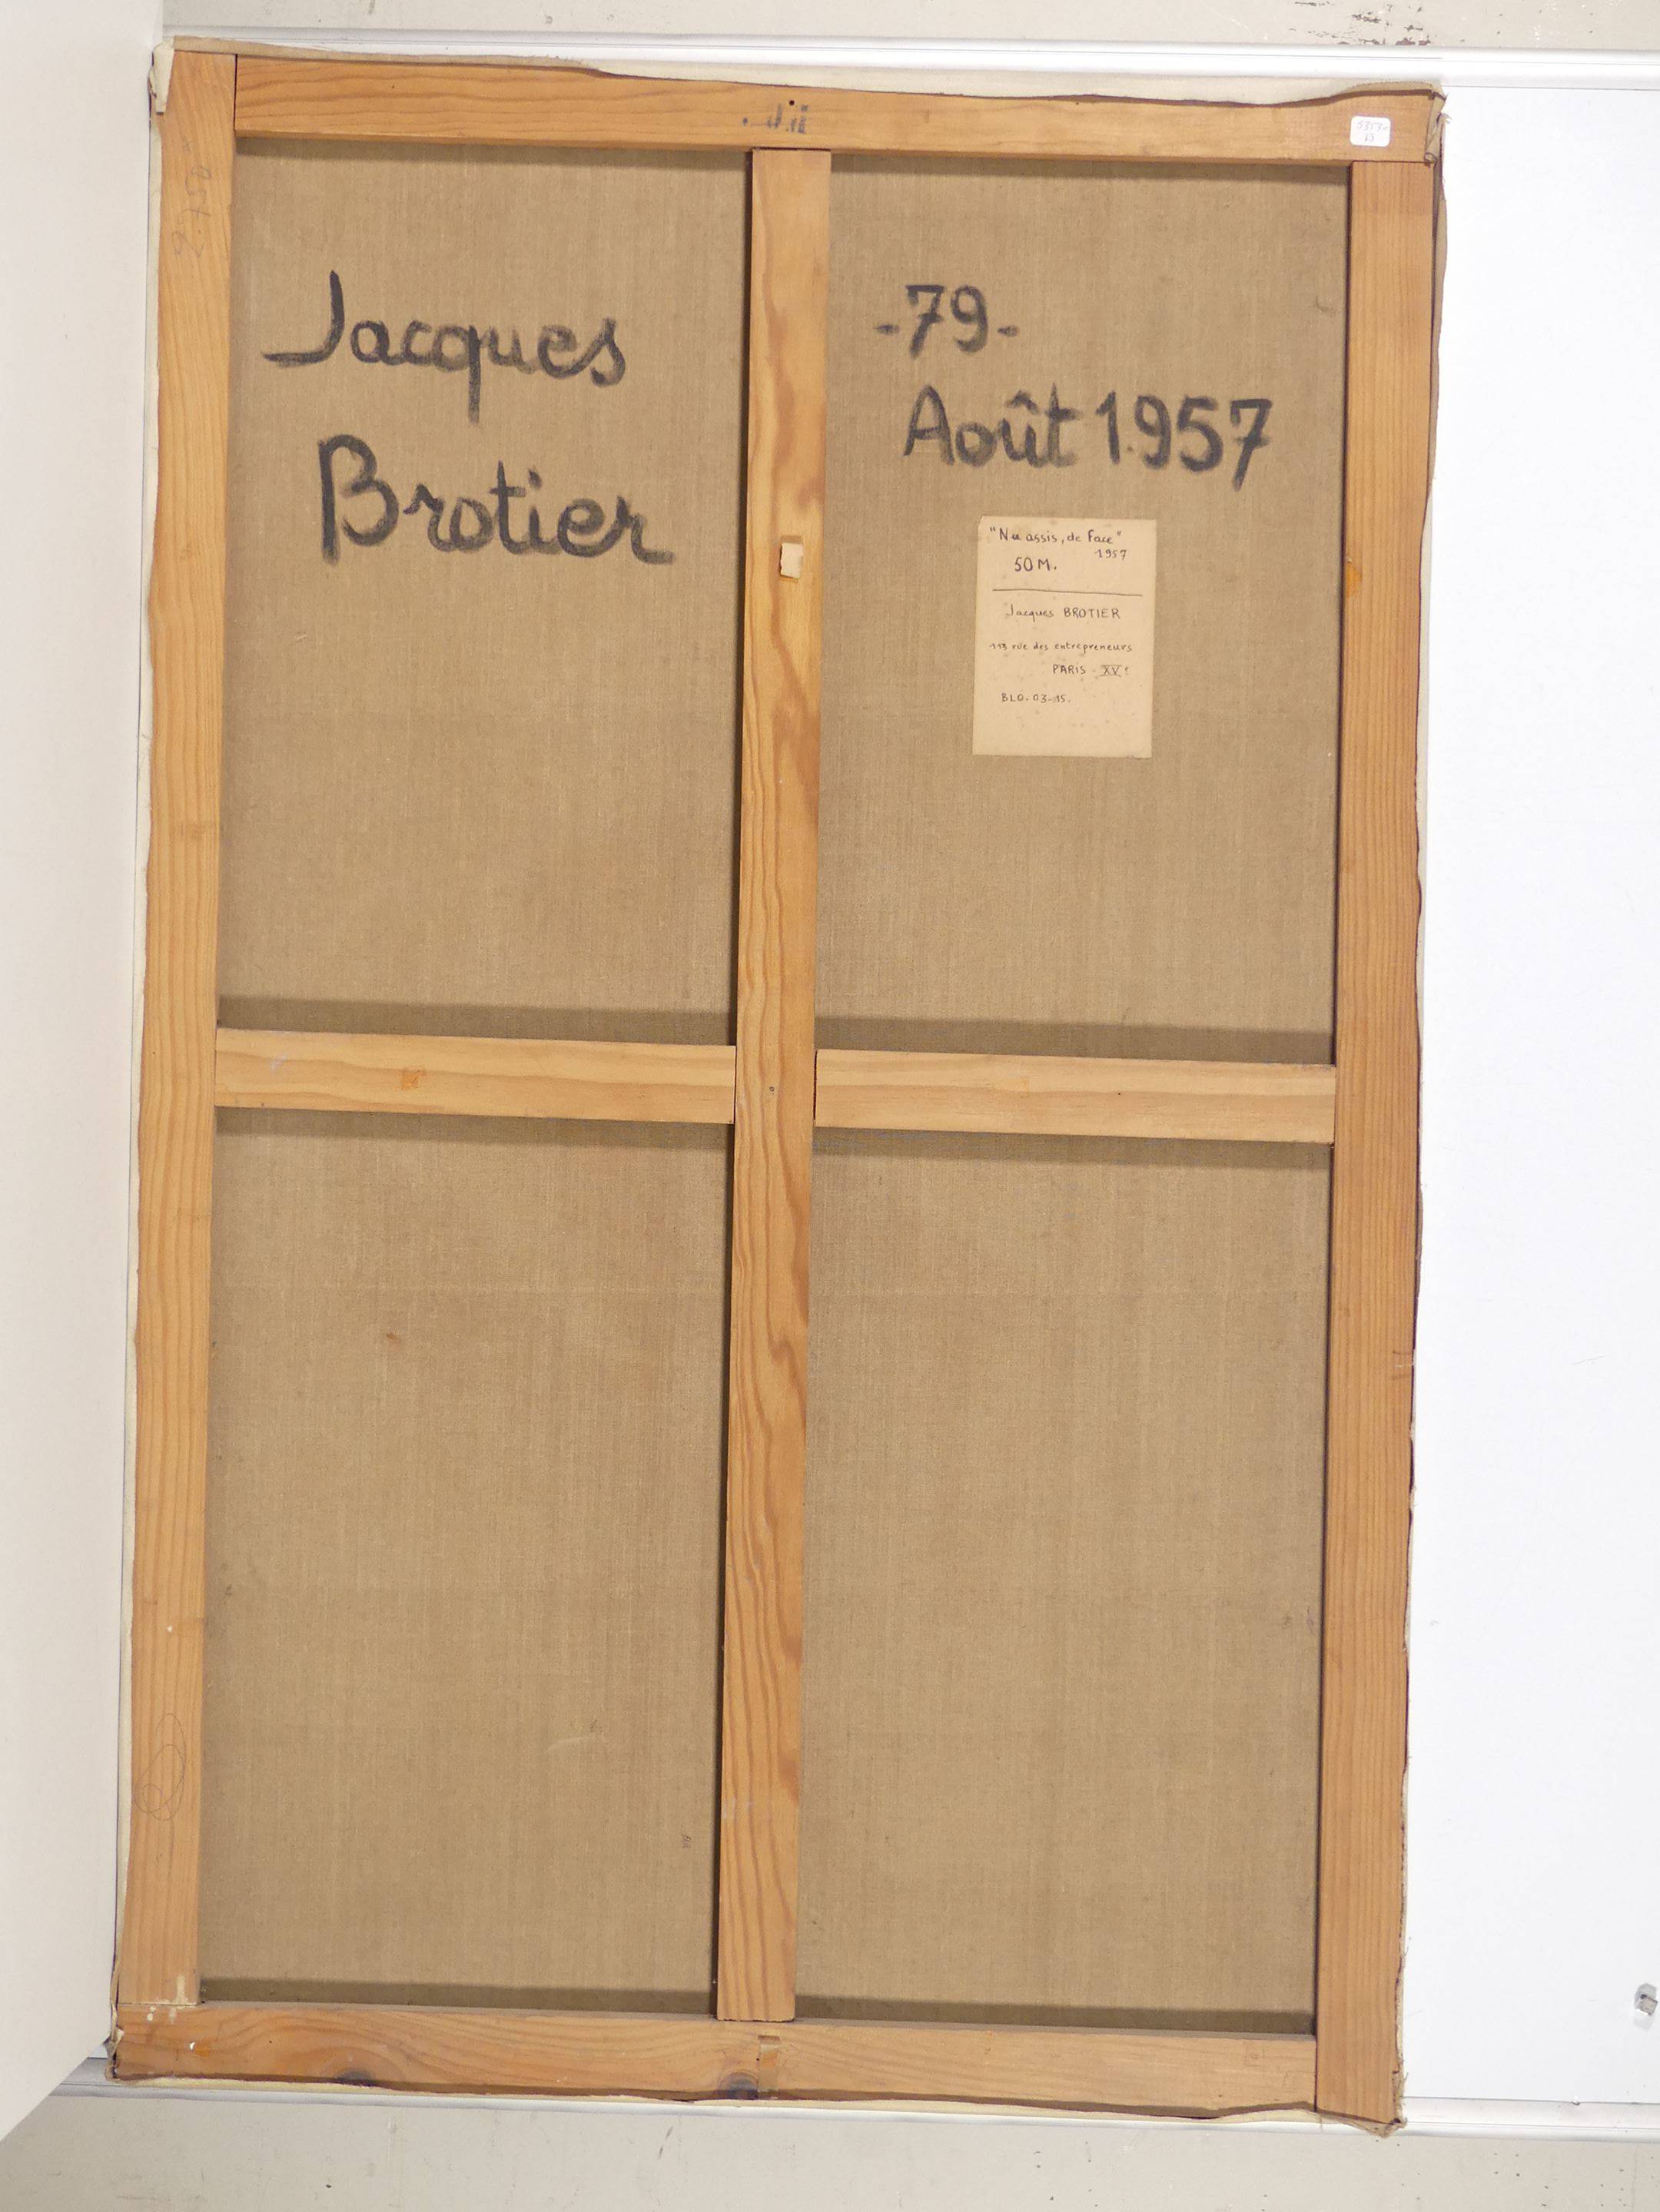 Jacques
Brotier
-79-
Août 1957
"Nu assis, de face"
1957
50 M.
Jacques BROTIER
113 rue des entrepreneurs
PARIS - XVe
BLO. 03-15.